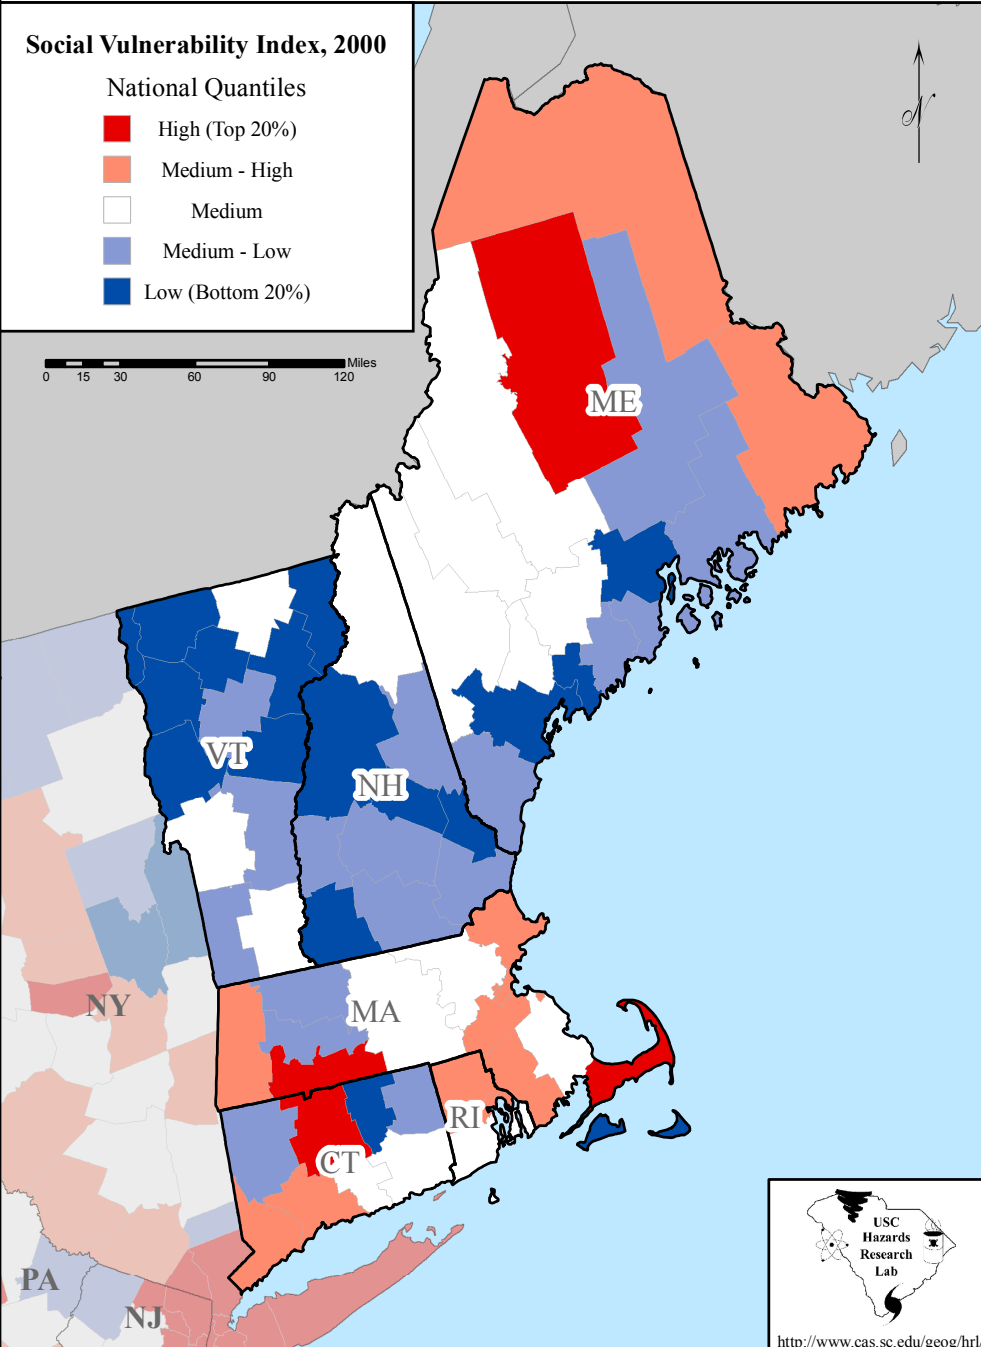 Social Vulnerability Index, 2000
National Quantiles
High (Top 20%)
Medium - High
Medium
Medium - Low
Low (Bottom 20%)
N
Miles
0 15 30 60 90 120
ME
VT
NH
NY
MA
RI
CT
PA
NJ
USC
Hazards
Research
Lab
http://www.cas.sc.edu/geog/hrl/